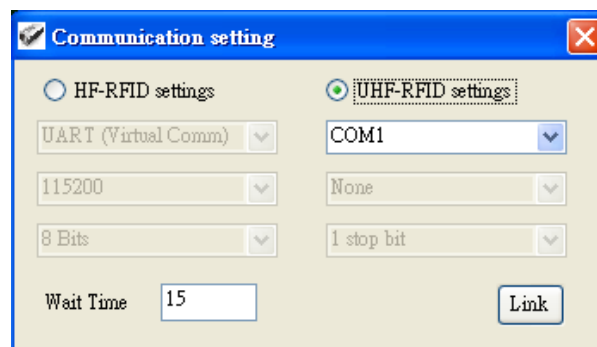 Communication setting
HF-RFID settings UHF-RFID settings
UART (Virtual Comm) COM1
115200 None
8 Bits 1 stop bit
Wait Time 15 Link